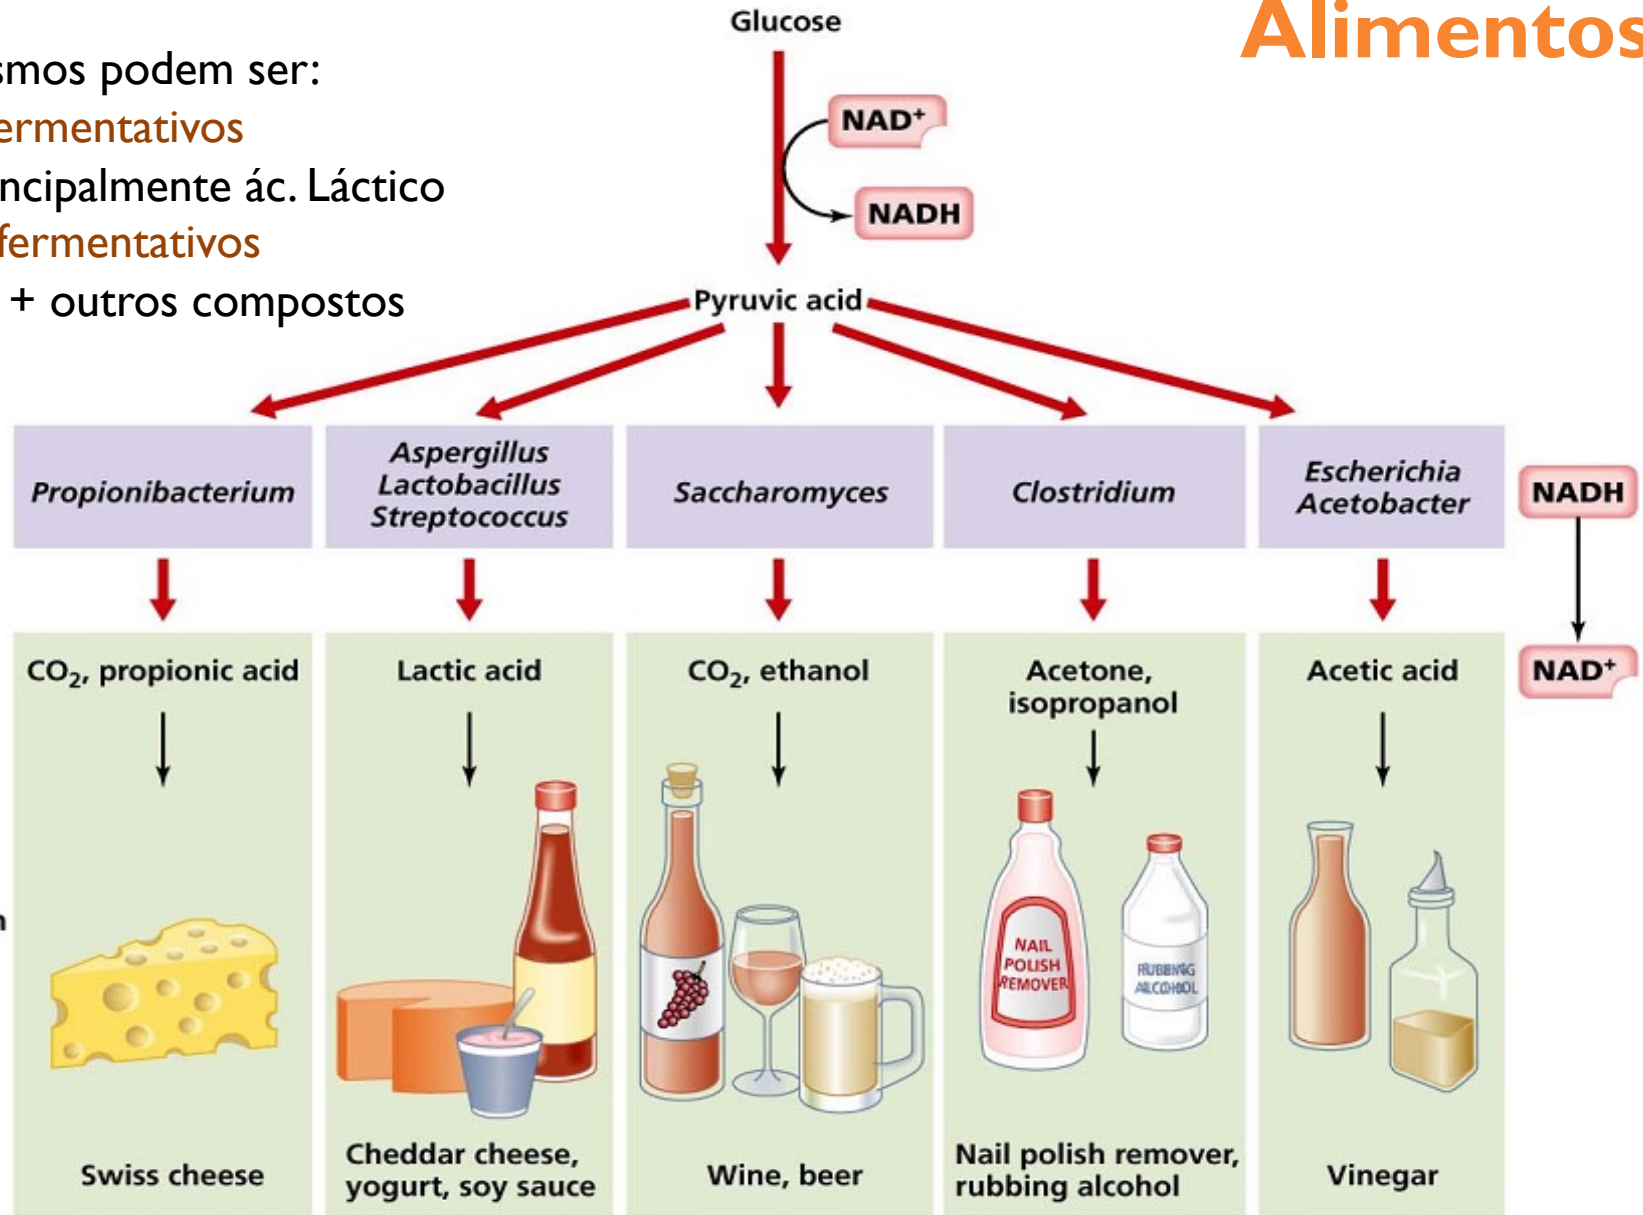 Alimentos
smos podem ser:
ermentativos
incipalmente ác. Láctico
fermentativos
+ outros compostos
Glucose
NAD⁺
NADH
Pyruvic acid
Propionibacterium
Aspergillus
Lactobacillus
Streptococcus
Saccharomyces
Clostridium
Escherichia
Acetobacter
NADH
NAD⁺
CO₂, propionic acid
Lactic acid
CO₂, ethanol
Acetone,
isopropanol
Acetic acid
NAIL
POLISH
REMOVER
RUBBING
ALCOHOL
Swiss cheese
Cheddar cheese,
yogurt, soy sauce
Wine, beer
Nail polish remover,
rubbing alcohol
Vinegar